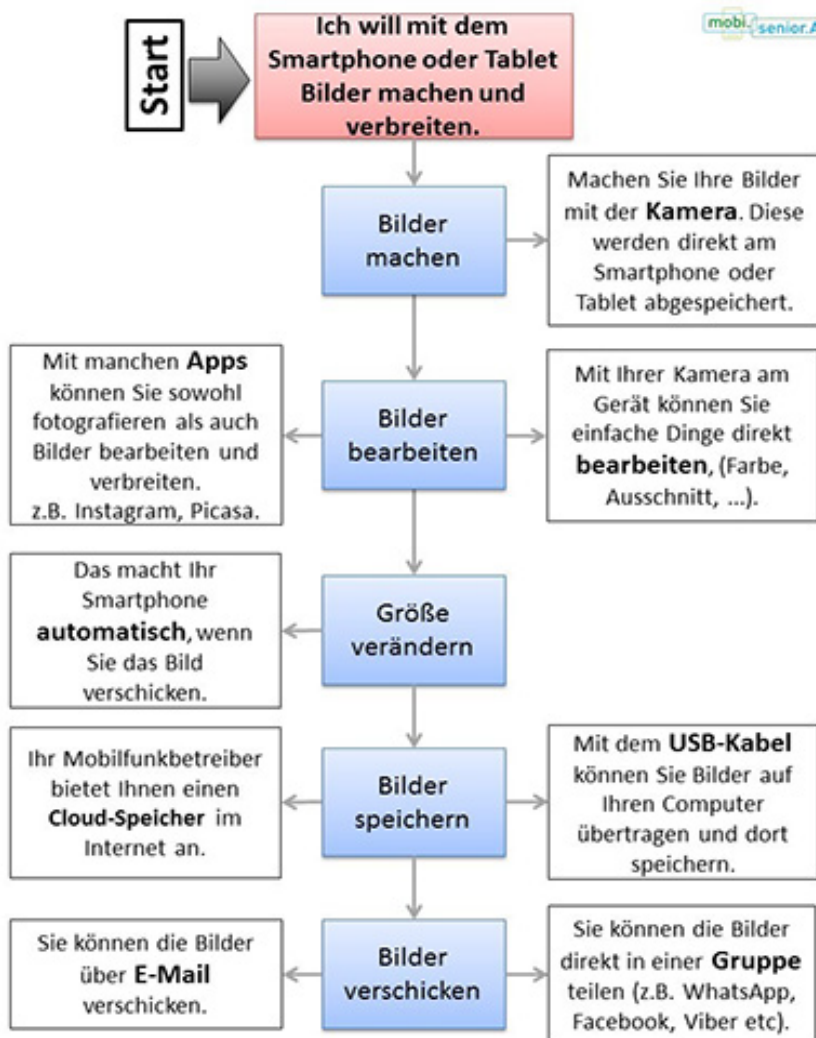 Start
Ich will mit dem
Smartphone oder Tablet
Bilder machen und
verbreiten.
mobi.senior.A
Bilder
machen
Machen Sie Ihre Bilder
mit der Kamera. Diese
werden direkt am
Smartphone oder
Tablet abgespeichert.
Mit manchen Apps
können Sie sowohl
fotografieren als auch
Bilder bearbeiten und
verbreiten.
z.B. Instagram, Picasa.
Bilder
bearbeiten
Mit Ihrer Kamera am
Gerät können Sie
einfache Dinge direkt
bearbeiten, (Farbe,
Ausschnitt, ...).
Das macht Ihr
Smartphone
automatisch, wenn
Sie das Bild
verschicken.
Größe
verändern
Ihr Mobilfunkbetreiber
bietet Ihnen einen
Cloud-Speicher im
Internet an.
Bilder
speichern
Mit dem USB-Kabel
können Sie Bilder auf
Ihren Computer
übertragen und dort
speichern.
Sie können die Bilder
über E-Mail
verschicken.
Bilder
verschicken
Sie können die Bilder
direkt in einer Gruppe
teilen (z.B. WhatsApp,
Facebook, Viber etc).